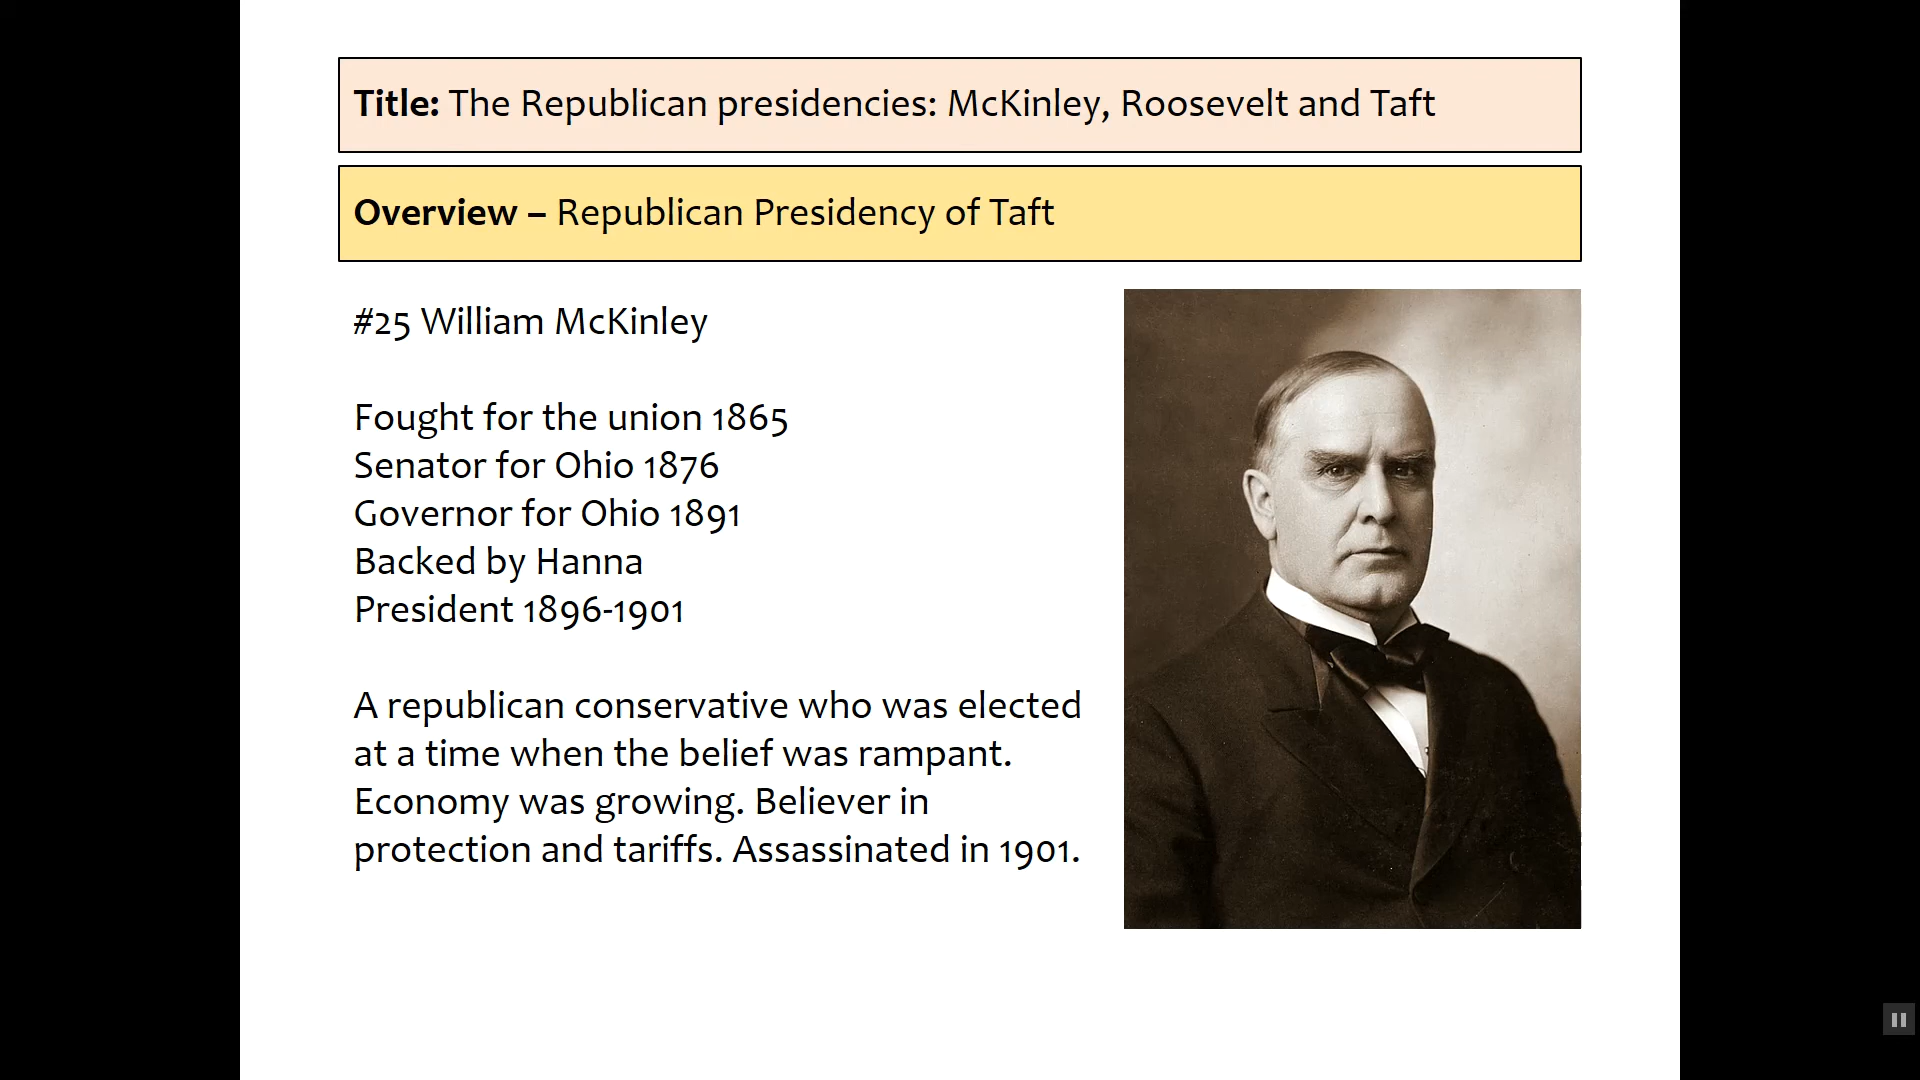 Title: The Republican presidencies: McKinley, Roosevelt and Taft
Overview – Republican Presidency of Taft
#25 William McKinley
Fought for the union 1865
Senator for Ohio 1876
Governor for Ohio 1891
Backed by Hanna
President 1896-1901
A republican conservative who was elected
at a time when the belief was rampant.
Economy was growing. Believer in
protection and tariffs. Assassinated in 1901.